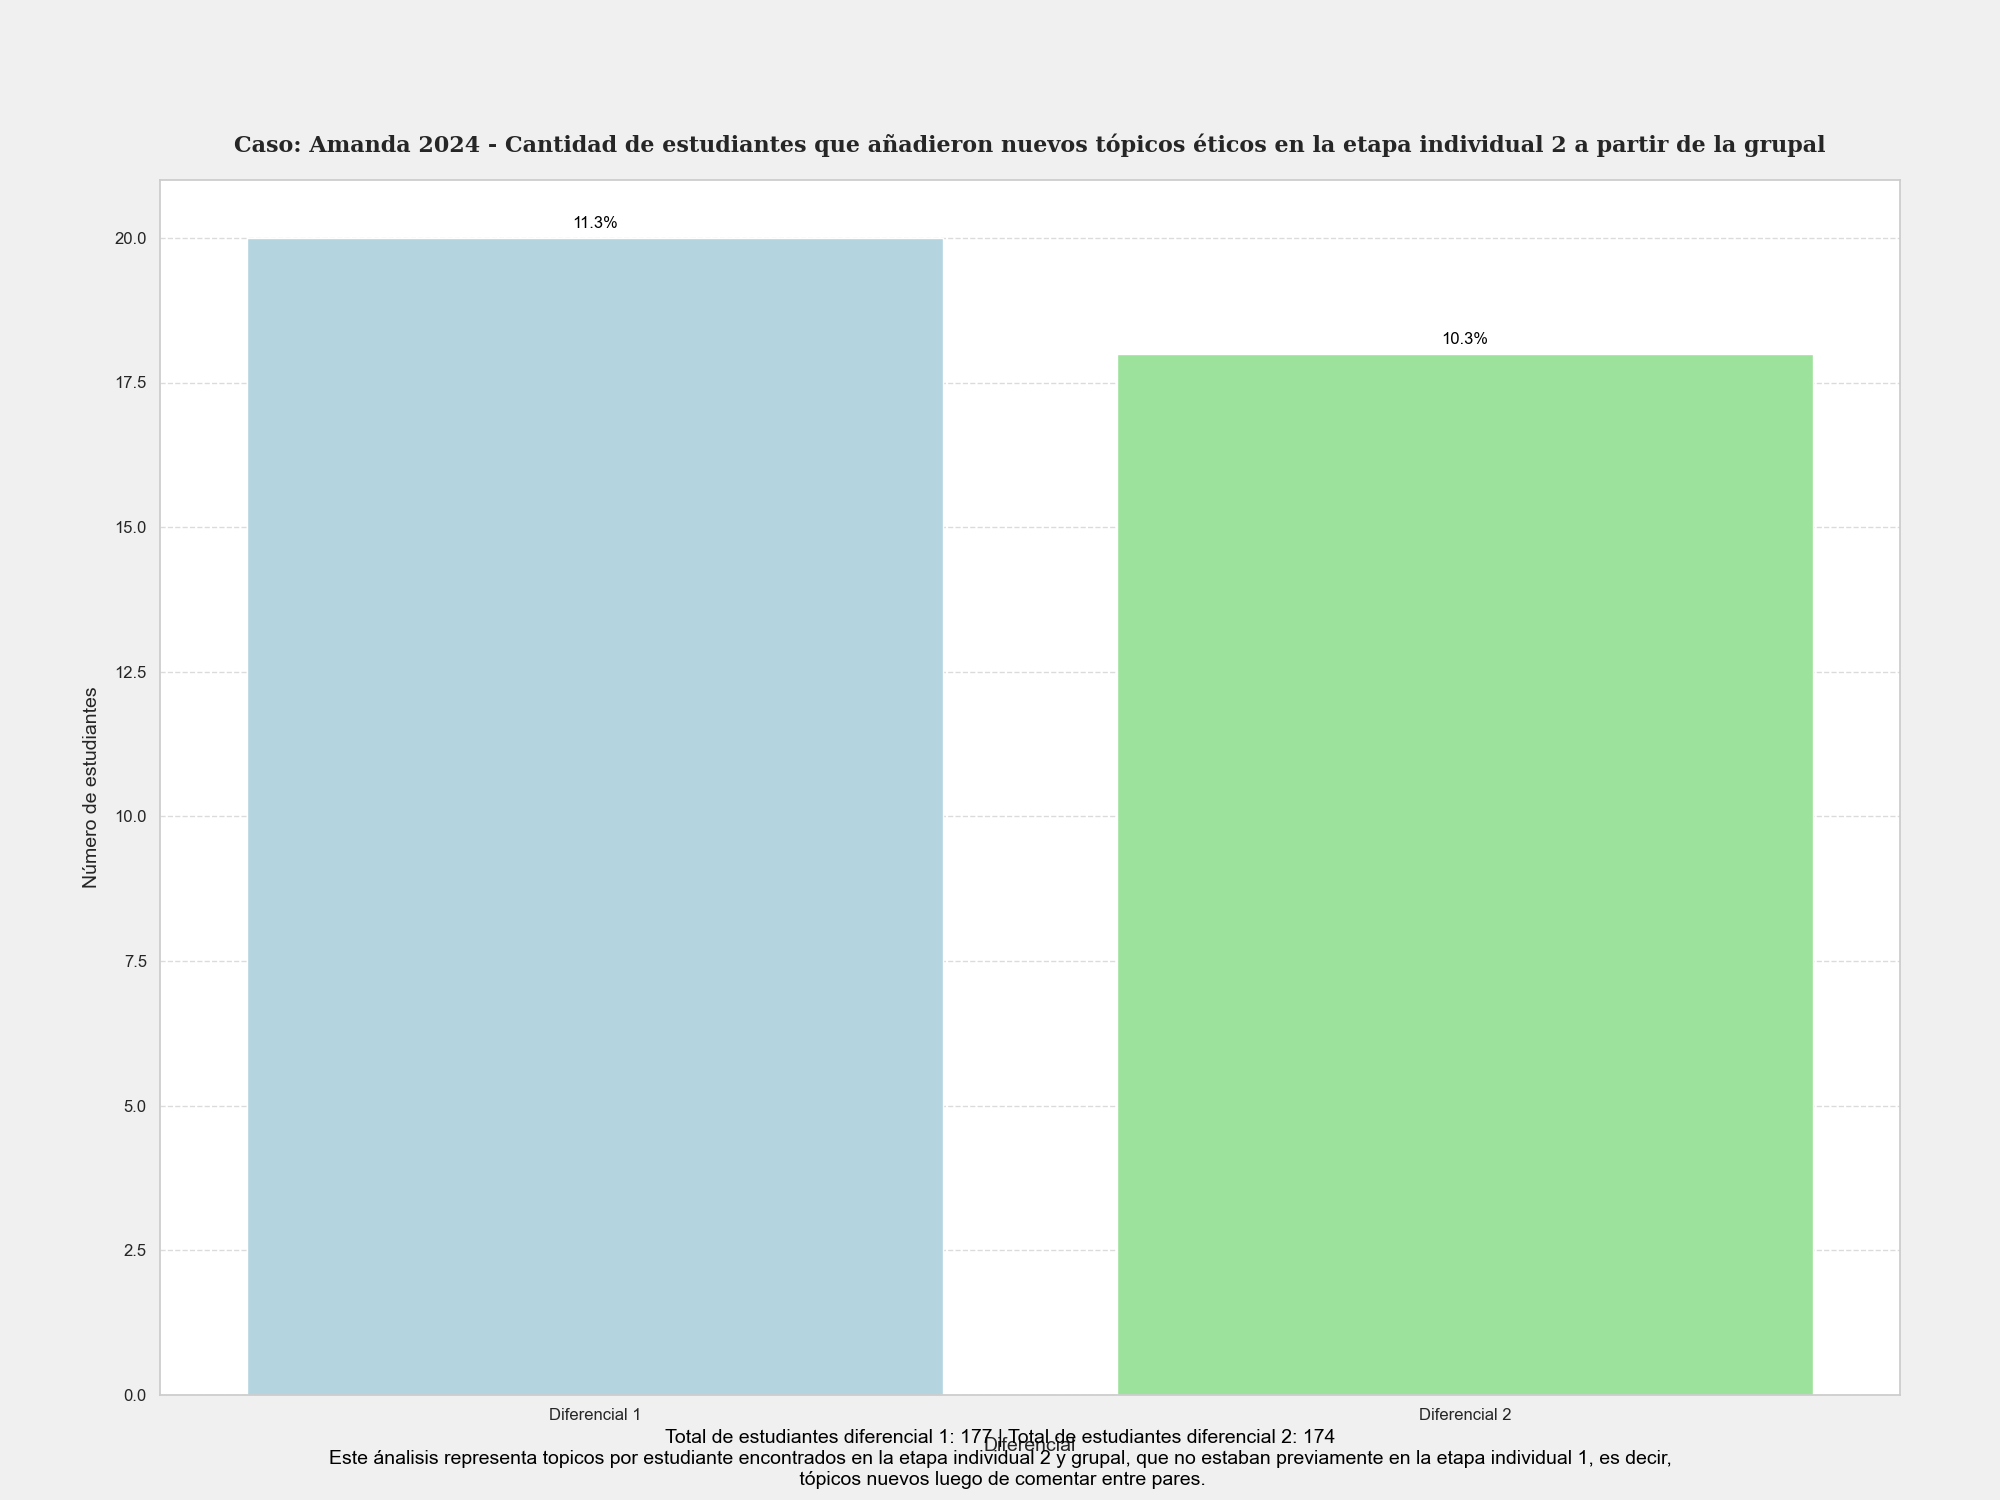 Caso: Amanda 2024 - Cantidad de estudiantes que añadieron nuevos tópicos éticos en la etapa individual 2 a partir de la grupal
11.3%
10.3%
20.0
17.5
15.0
12.5
10.0
7.5
5.0
2.5
0.0
Número de estudiantes
Diferencial 1
Diferencial 2
Diferencial
Total de estudiantes diferencial 1: 177 | Total de estudiantes diferencial 2: 174
Este ánalisis representa topicos por estudiante encontrados en la etapa individual 2 y grupal, que no estaban previamente en la etapa individual 1, es decir,
tópicos nuevos luego de comentar entre pares.